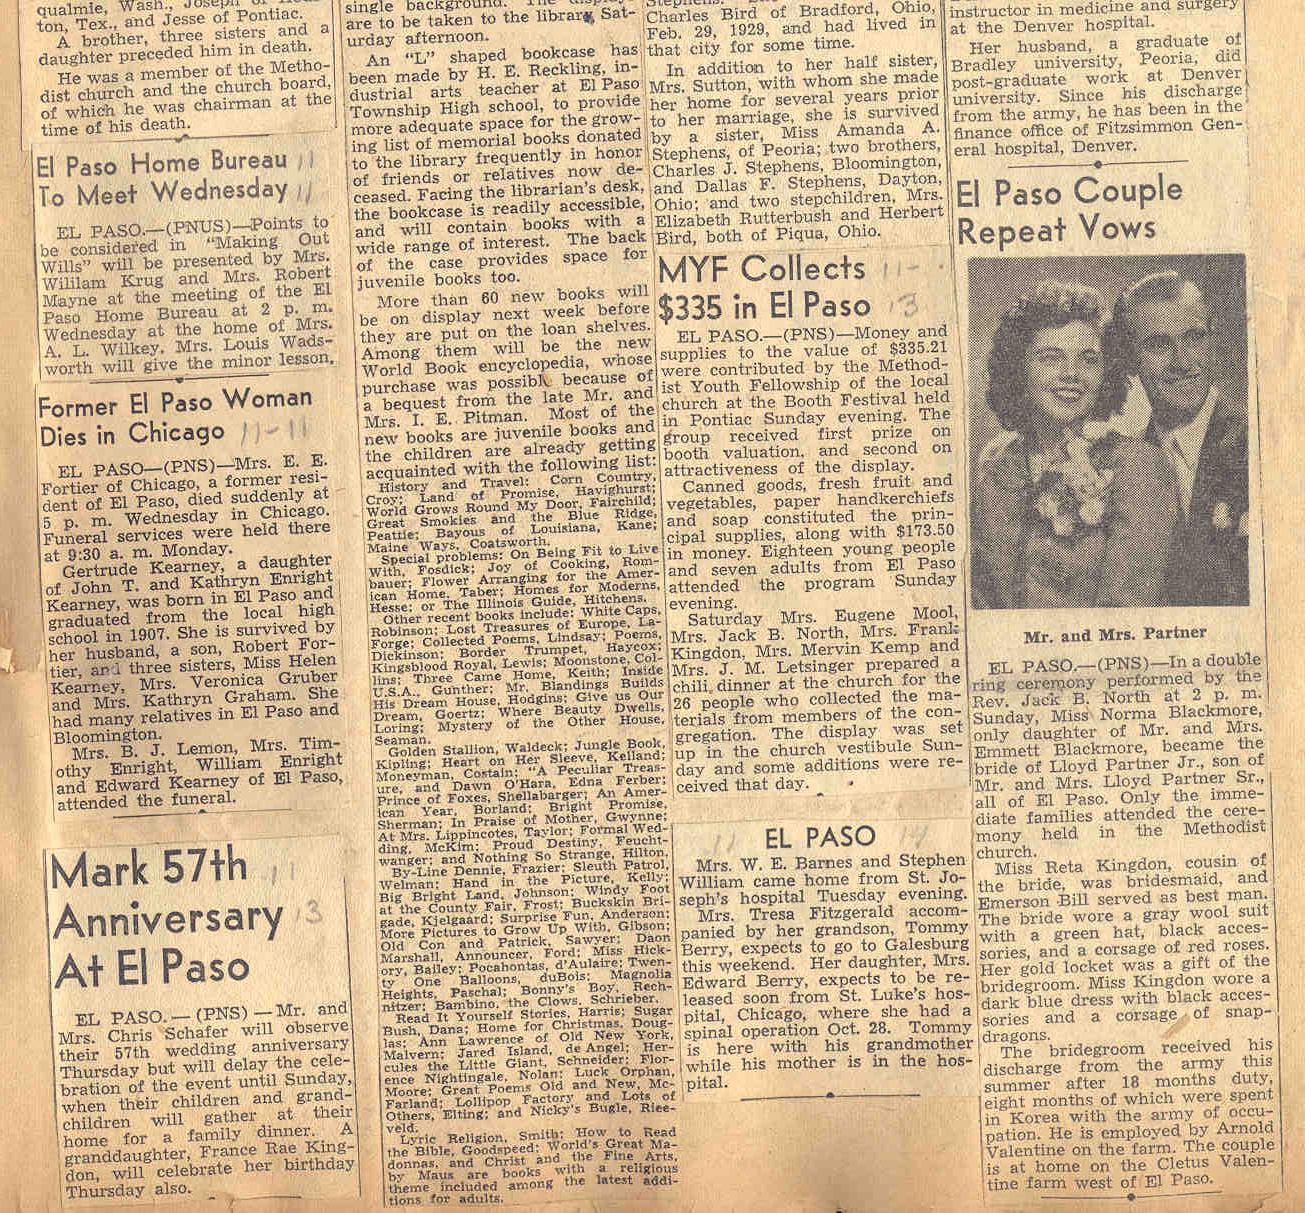 qualmie, Wash., Joseph
ton, Tex., and Jesse of Pontiac.
A brother, three sisters and a
daughter preceded him in death.
He was a member of the Metho-
dist church and the church board,
of which he was chairman at the
time of his death.
El Paso Home Bureau 11
To Meet Wednesday 11
EL PASO.—(PNUS)—Points to
be considered in "Making Out
Wills" will be presented by Mrs.
Wililam Krug and Mrs. Robert
Mayne at the meeting of the El
Paso Home Bureau at 2 p. m.
Wednesday at the home of Mrs.
A. L. Wilkey. Mrs. Louis Wads-
worth will give the minor lesson.
Former El Paso Woman
Dies in Chicago 11-11
EL PASO—(PNS)—Mrs. E. E.
Fortier of Chicago, a former resi-
dent of El Paso, died suddenly at
5 p. m. Wednesday in Chicago.
Funeral services were held there
at 9:30 a. m. Monday.
Gertrude Kearney, a daughter
of John T. and Kathryn Enright
Kearney, was born in El Paso and
graduated from the local high
school in 1907. She is survived by
her husband, a son, Robert For-
tier, and three sisters, Miss Helen
Kearney, Mrs. Veronica Gruber
and Mrs. Kathryn Graham. She
had many relatives in El Paso and
Bloomington.
Mrs. B. J. Lemon, Mrs. Tim-
othy Enright, William Enright
and Edward Kearney of El Paso,
attended the funeral.
Mark 57th 11
Anniversary 13
At El Paso
EL PASO. — (PNS) — Mr. and
Mrs. Chris Schafer will observe
their 57th wedding anniversary
Thursday but will delay the cele-
bration of the event until Sunday,
when their children and grand-
children will gather at their
home for a family dinner. A
granddaughter, France Rae King-
don, will celebrate her birthday
Thursday also.
single background. The
are to be taken to the library Sat-
urday afternoon.
An "L" shaped bookcase has
been made by H. E. Reckling, in-
dustrial arts teacher at El Paso
Township High school, to provide
more adequate space for the grow-
ing list of memorial books donated
to the library frequently in honor
of friends or relatives now de-
ceased. Facing the librarian's desk,
the bookcase is readily accessible,
and will contain books with a
wide range of interest. The back
of the case provides space for
juvenile books too.
More than 60 new books will
be on display next week before
they are put on the loan shelves.
Among them will be the new
World Book encyclopedia, whose
purchase was possible because of
a bequest from the late Mr. and
Mrs. I. E. Pitman. Most of the
new books are juvenile books and
the children are already getting
acquainted with the following list:
History and Travel: Corn Country,
Croy; Land of Promise, Havighurst;
World Grows Round My Door, Fairchild;
Great Smokies and the Blue Ridge,
Peattie; Bayous of Louisiana, Kane;
Maine Ways, Coatsworth.
Special problems: On Being Fit to Live
With, Fosdick; Joy of Cooking, Rom-
bauer; Flower Arranging for the Amer-
ican Home, Taber; Homes for Moderns,
Hesse; or The Illinois Guide, Hitchens.
Other recent books include: White Caps,
Robinson; Lost Treasures of Europe, La-
Forge; Collected Poems, Lindsay; Poems,
Dickinson; Border Trumpet, Haycox;
Kingsblood Royal, Lewis; Moonstone, Col-
lins; Three Came Home, Keith; Inside
U.S.A., Gunther; Mr. Blandings Builds
His Dream House, Hodgins; Give us Our
Dream, Goertz; Where Beauty Dwells,
Loring; Mystery of the Other House,
Seaman.
Golden Stallion, Waldeck; Jungle Book,
Kipling; Heart on Her Sleeve, Kelland;
Moneyman, Costain; "A Peculiar Treas-
ure, and Dawn O'Hara, Edna Ferber;
Prince of Foxes, Shellabarger; An Amer-
ican Year, Borland; Bright Promise,
Sherman; In Praise of Mother, Gwynne;
At Mrs. Lippincotes, Taylor; Formal Wed-
ding, McKim; Proud Destiny, Feucht-
wanger; and Nothing So Strange, Hilton.
By-Line Dennie, Frazier; Sleuth Patrol,
Welman; Hand in the Picture, Kelly;
Big Bright Land, Johnson; Windy Foot
at the County Fair, Frost; Buckskin Bri-
gade, Kjelgaard; Surprise Fun, Anderson;
More Pictures to Grow Up With, Gibson;
Old Con and Patrick, Sawyer; Daon
Marshall, Announcer, Ford; Miss Hick-
ory, Bailey; Pocahontas, d'Aulaire; Twen-
ty One Balloons, duBois; Magnolia
Heights, Paschal; Bonny's Boy, Rech-
nitzer; Bambino, the Clows, Schrieber.
Read It Yourself Stories, Harris; Sugar
Bush, Dana; Home for Christmas, Doug-
las; Ann Lawrence of Old New York,
Malvern; Jared Island, de Angel; Her-
cules the Little Giant, Schneider; Flor-
ence Nightingale, Nolan; Luck Orphan,
Moore; Great Poems Old and New, Mc-
Farland; Lollipop Factory and Lots of
Others, Elting; and Nicky's Bugle, Riee-
veld.
Lyric Religion, Smith; How to Read
the Bible, Goodspeed; World's Great Ma-
donnas, and Christ and the Fine Arts,
by Maus are books with a religious
theme included among the latest addi-
tions for adults.
Charles Bird of Bradford, Ohio,
Feb. 29, 1929, and had lived in
that city for some time.
In addition to her half sister,
Mrs. Sutton, with whom she made
her home for several years prior
to her marriage, she is survived
by a sister, Miss Amanda A.
Stephens, of Peoria; two brothers,
Charles J. Stephens, Bloomington,
and Dallas F. Stephens, Dayton,
Ohio; and two stepchildren, Mrs.
Elizabeth Rutterbush and Herbert
Bird, both of Piqua, Ohio.
MYF Collects 11-
$335 in El Paso 13
EL PASO.—(PNS)—Money and
supplies to the value of $335.21
were contributed by the Method-
ist Youth Fellowship of the local
church at the Booth Festival held
in Pontiac Sunday evening. The
group received first prize on
booth valuation, and second on
attractiveness of the display.
Canned goods, fresh fruit and
vegetables, paper handkerchiefs
and soap constituted the prin-
cipal supplies, along with $173.50
in money. Eighteen young people
and seven adults from El Paso
attended the program Sunday
evening.
Saturday Mrs. Eugene Mool,
Mrs. Jack B. North, Mrs. Frank
Kingdon, Mrs. Mervin Kemp and
Mrs. J. M. Letsinger prepared a
chili dinner at the church for the
26 people who collected the ma-
terials from members of the con-
gregation. The display was set
up in the church vestibule Sun-
day and some additions were re-
ceived that day.
11 EL PASO 14
Mrs. W. E. Barnes and Stephen
William came home from St. Jo-
seph's hospital Tuesday evening.
Mrs. Tresa Fitzgerald accom-
panied by her grandson, Tommy
Berry, expects to go to Galesburg
this weekend. Her daughter, Mrs.
Edward Berry, expects to be re-
leased soon from St. Luke's hos-
pital, Chicago, where she had a
spinal operation Oct. 28. Tommy
is here with his grandmother
while his mother is in the hos-
pital.
instructor in medicine and surgery
at the Denver hospital.
Her husband, a graduate of
Bradley university, Peoria, did
post-graduate work at Denver
university. Since his discharge
from the army, he has been in the
finance office of Fitzsimmon Gen-
eral hospital, Denver.
El Paso Couple
Repeat Vows
Mr. and Mrs. Partner
EL PASO.—(PNS)—In a double
ring ceremony performed by the
Rev. Jack B. North at 2 p. m.
Sunday, Miss Norma Blackmore,
only daughter of Mr. and Mrs.
Emmett Blackmore, became the
bride of Lloyd Partner Jr., son of
Mr. and Mrs. Lloyd Partner Sr.,
all of El Paso. Only the imme-
diate families attended the cere-
mony held in the Methodist
church.
Miss Reta Kingdon, cousin of
the bride, was bridesmaid, and
Emerson Bill served as best man.
The bride wore a gray wool suit
with a green hat, black acces-
sories, and a corsage of red roses.
Her gold locket was a gift of the
bridegroom. Miss Kingdon wore a
dark blue dress with black acces-
sories and a corsage of snap-
dragons.
The bridegroom received his
discharge from the army this
summer after 18 months duty,
eight months of which were spent
in Korea with the army of occu-
pation. He is employed by Arnold
Valentine on the farm. The couple
is at home on the Cletus Valen-
tine farm west of El Paso.